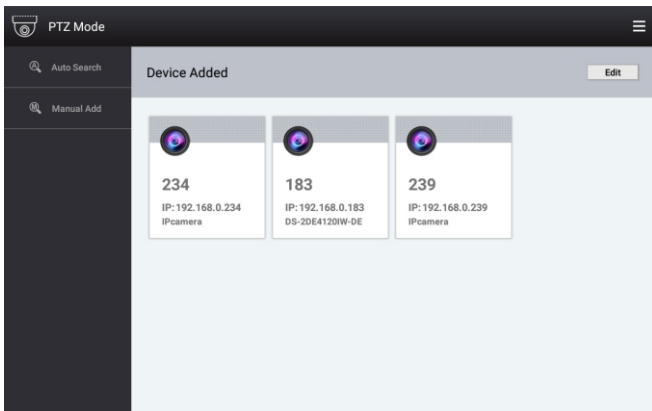 PTZ Mode
Auto Search
Manual Add
Device Added
Edit
234
IP:192.168.0.234
IPcamera
183
IP:192.168.0.183
DS-2DE4120IW-DE
239
IP:192.168.0.239
IPcamera